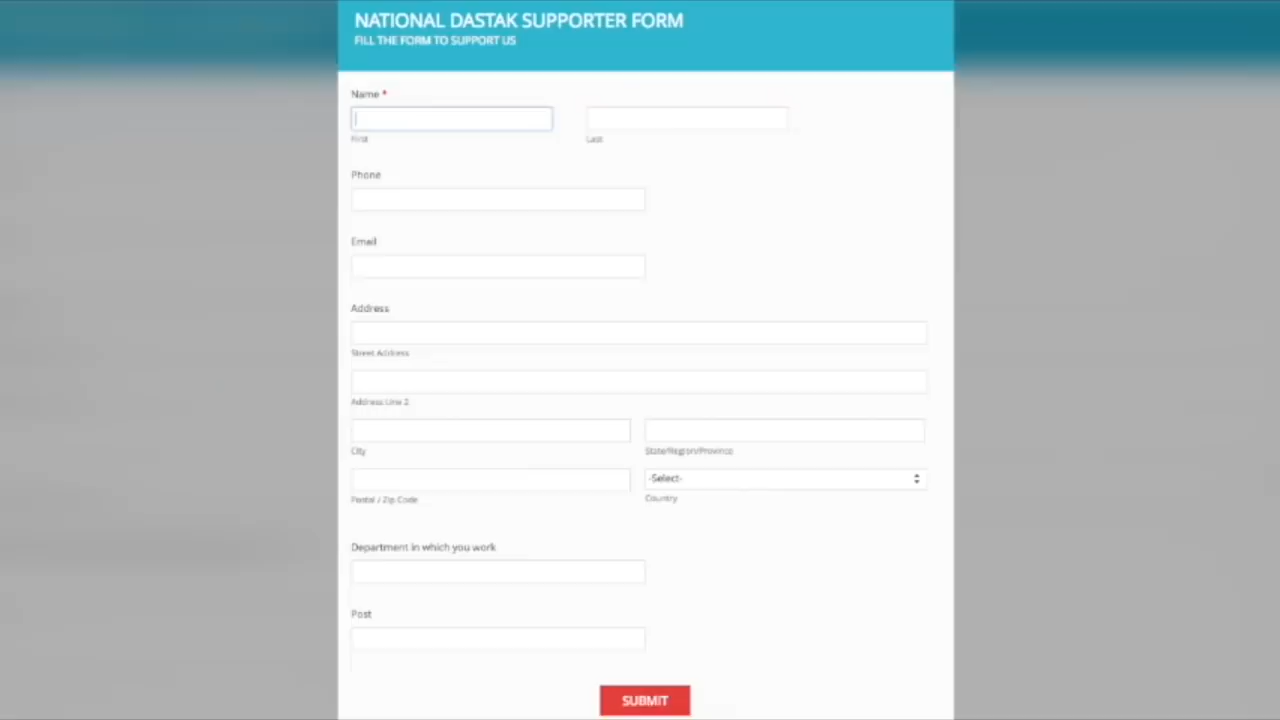 NATIONAL DASTAK SUPPORTER FORM
FILL THE FORM TO SUPPORT US
Name *
First
Last
Phone
Email
Address
Street Address
Address Line 2
City
State/Region/Province
Postal / Zip Code
-Select-
Country
Department in which you work
Post
SUBMIT